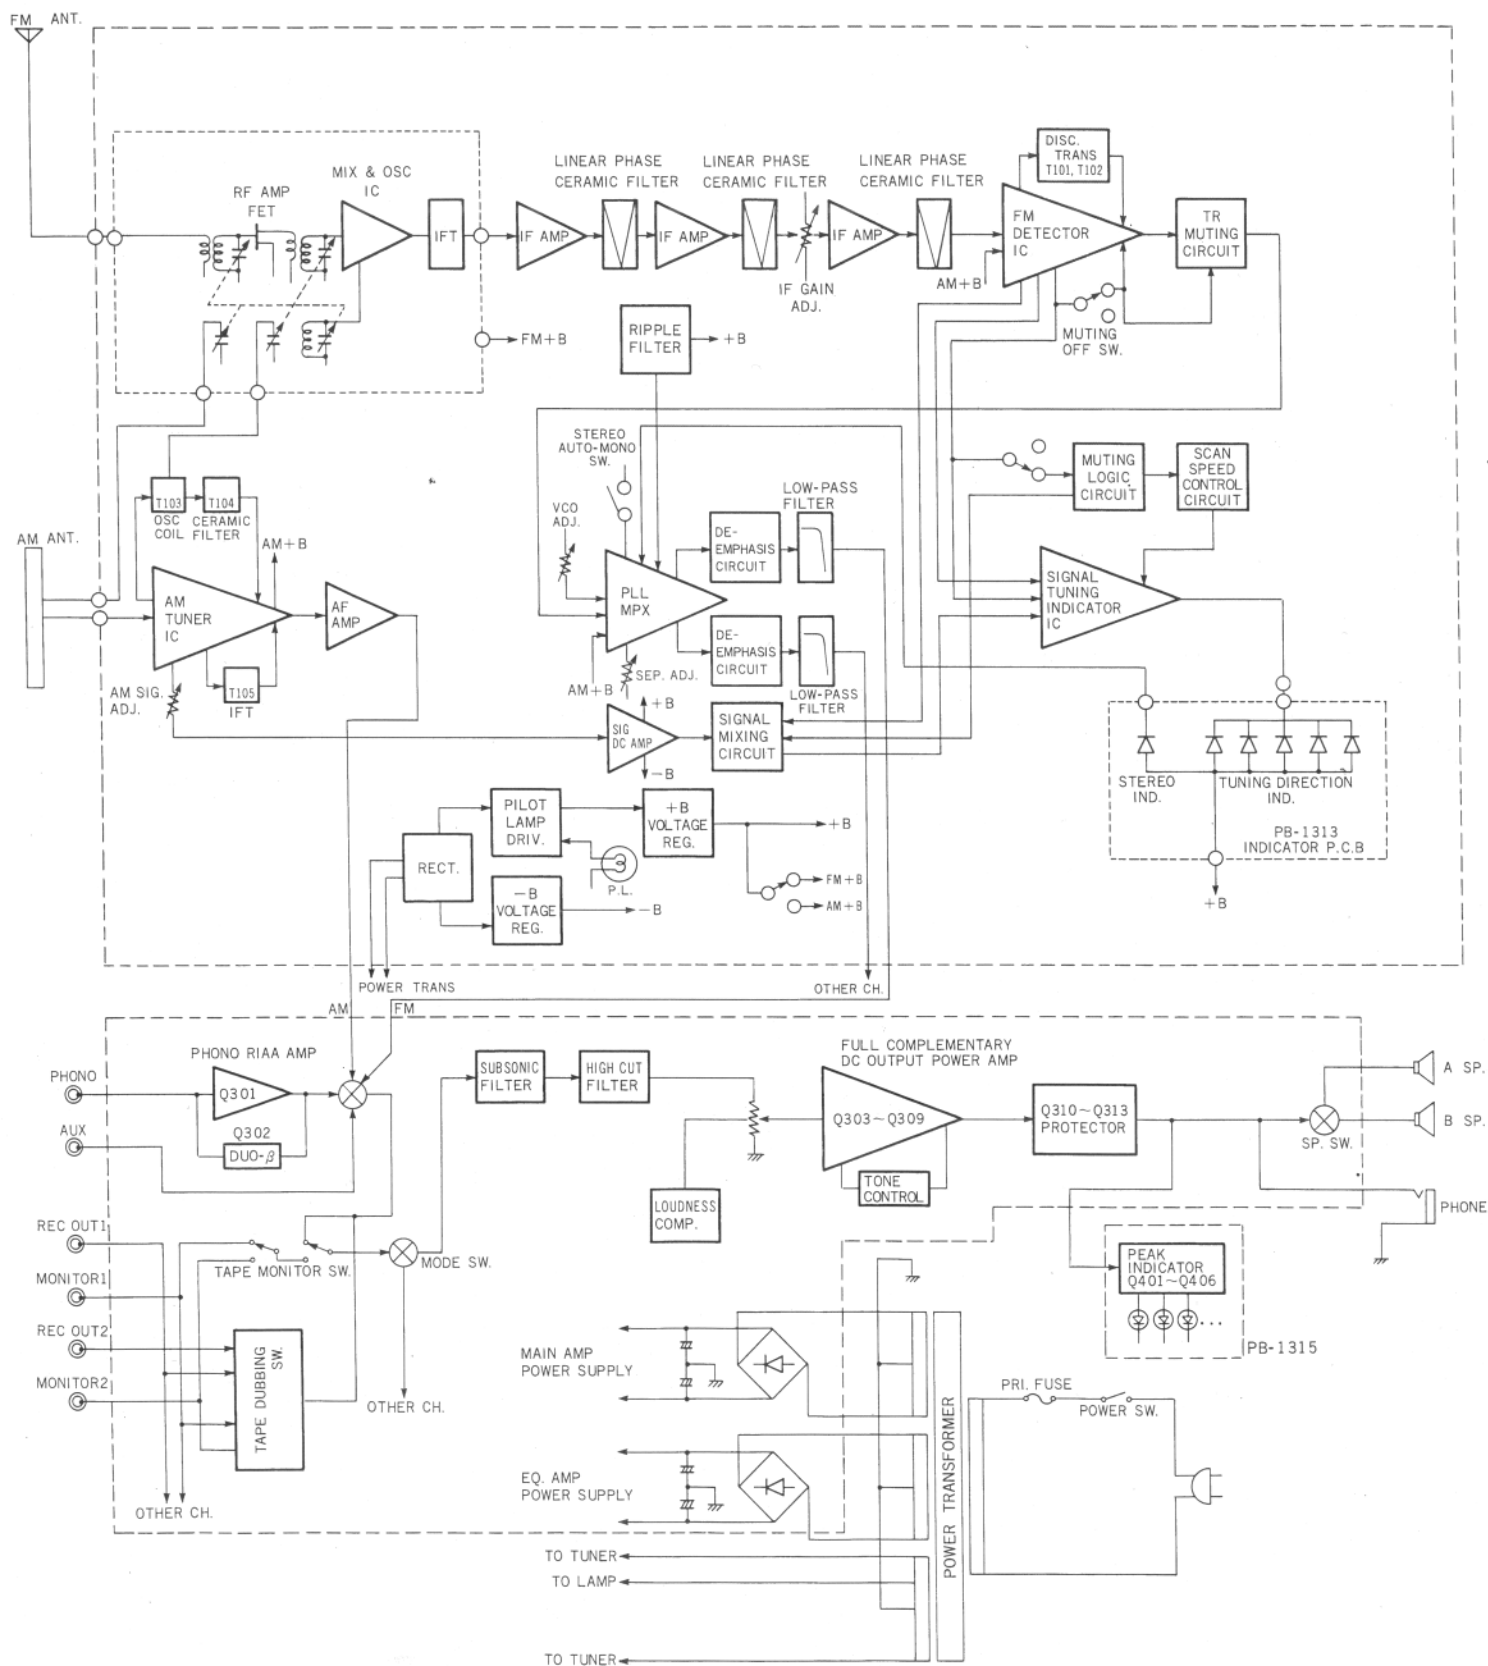 FM ANT.
MIX & OSC
IC
RF AMP
FET
IFT
LINEAR PHASE
CERAMIC FILTER
LINEAR PHASE
CERAMIC FILTER
LINEAR PHASE
CERAMIC FILTER
IF AMP
IF AMP
IF AMP
IF GAIN
ADJ.
DISC.
TRANS
T101, T102
FM
DETECTOR
IC
AM+B
TR
MUTING
CIRCUIT
MUTING
OFF SW.
FM+B
RIPPLE
FILTER
+B
STEREO
AUTO-MONO
SW.
VCO
ADJ.
LOW-PASS
FILTER
DE-
EMPHASIS
CIRCUIT
PLL
MPX
DE-
EMPHASIS
CIRCUIT
LOW-PASS
FILTER
AM+B
SEP. ADJ.
MUTING
LOGIC
CIRCUIT
SCAN
SPEED
CONTROL
CIRCUIT
SIGNAL
TUNING
INDICATOR
IC
T103
OSC
COIL
T104
CERAMIC
FILTER
AM ANT.
AM+B
AM
TUNER
IC
AF
AMP
AM SIG.
ADJ.
T105
IFT
+B
SIG
DC AMP
-B
SIGNAL
MIXING
CIRCUIT
STEREO
IND.
TUNING DIRECTION
IND.
PB-1313
INDICATOR P.C.B
+B
RECT.
PILOT
LAMP
DRIV.
P.L.
+B
VOLTAGE
REG.
+B
FM+B
AM+B
-B
VOLTAGE
REG.
-B
POWER TRANS
OTHER CH.
AM
FM
PHONO RIAA AMP
PHONO
Q301
AUX
Q302
DUO-β
SUBSONIC
FILTER
HIGH CUT
FILTER
FULL COMPLEMENTARY
DC OUTPUT POWER AMP
Q303~Q309
TONE
CONTROL
LOUDNESS
COMP.
Q310~Q313
PROTECTOR
A SP.
B SP.
SP. SW.
PHONE
REC OUT1
TAPE MONITOR SW.
MODE SW.
MONITOR1
REC OUT2
MONITOR2
TAPE DUBBING
SW.
OTHER CH.
OTHER CH.
PEAK
INDICATOR
Q401~Q406
PB-1315
MAIN AMP
POWER SUPPLY
EQ. AMP
POWER SUPPLY
POWER TRANSFORMER
PRI. FUSE
POWER SW.
TO TUNER
TO LAMP
TO TUNER